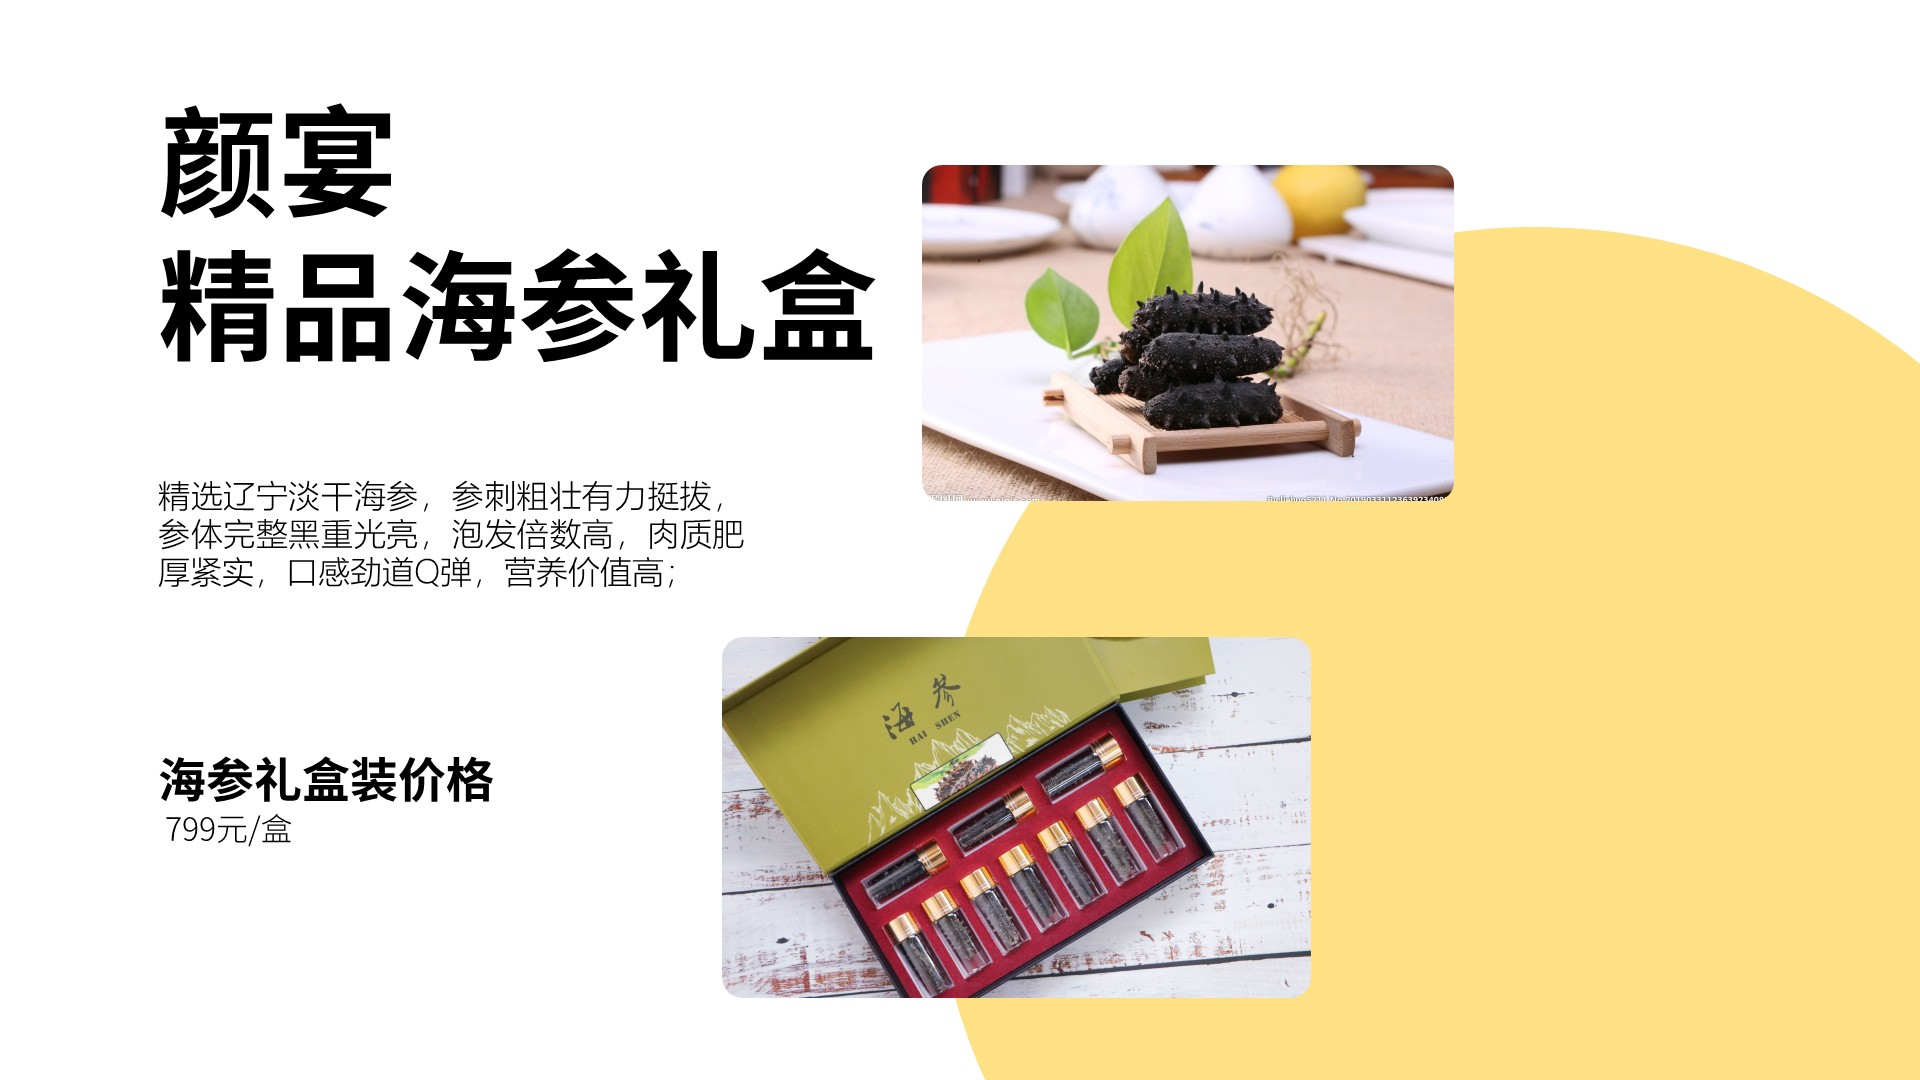 颜宴
精品海参礼盒
精选辽宁淡干海参，参刺粗壮有力挺拔，
参体完整黑重光亮，泡发倍数高，肉质肥
厚紧实，口感劲道Q弹，营养价值高；
海参
HAI SHEN
海参礼盒装价格
799元/盒